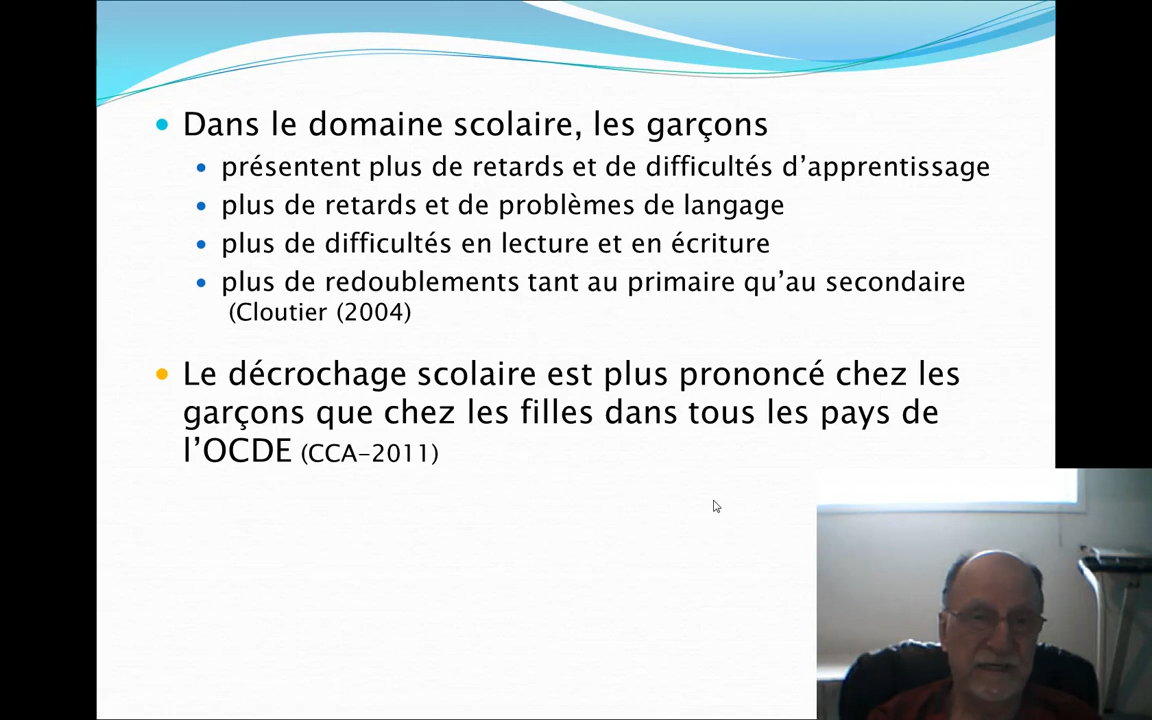 Dans le domaine scolaire, les garçons
présentent plus de retards et de difficultés d’apprentissage
plus de retards et de problèmes de langage
plus de difficultés en lecture et en écriture
plus de redoublements tant au primaire qu’au secondaire
(Cloutier (2004)
Le décrochage scolaire est plus prononcé chez les
garçons que chez les filles dans tous les pays de
l’OCDE (CCA-2011)